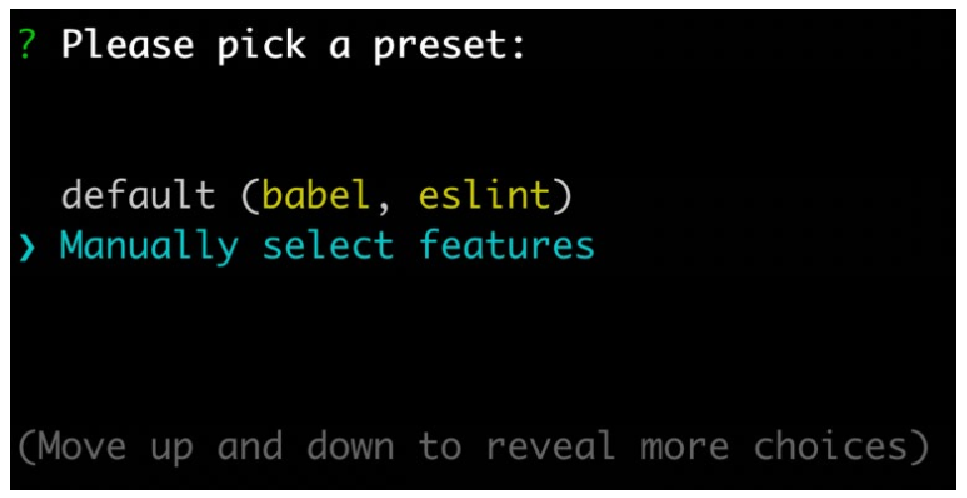 ? Please pick a preset:
default (babel, eslint)
❯ Manually select features
(Move up and down to reveal more choices)